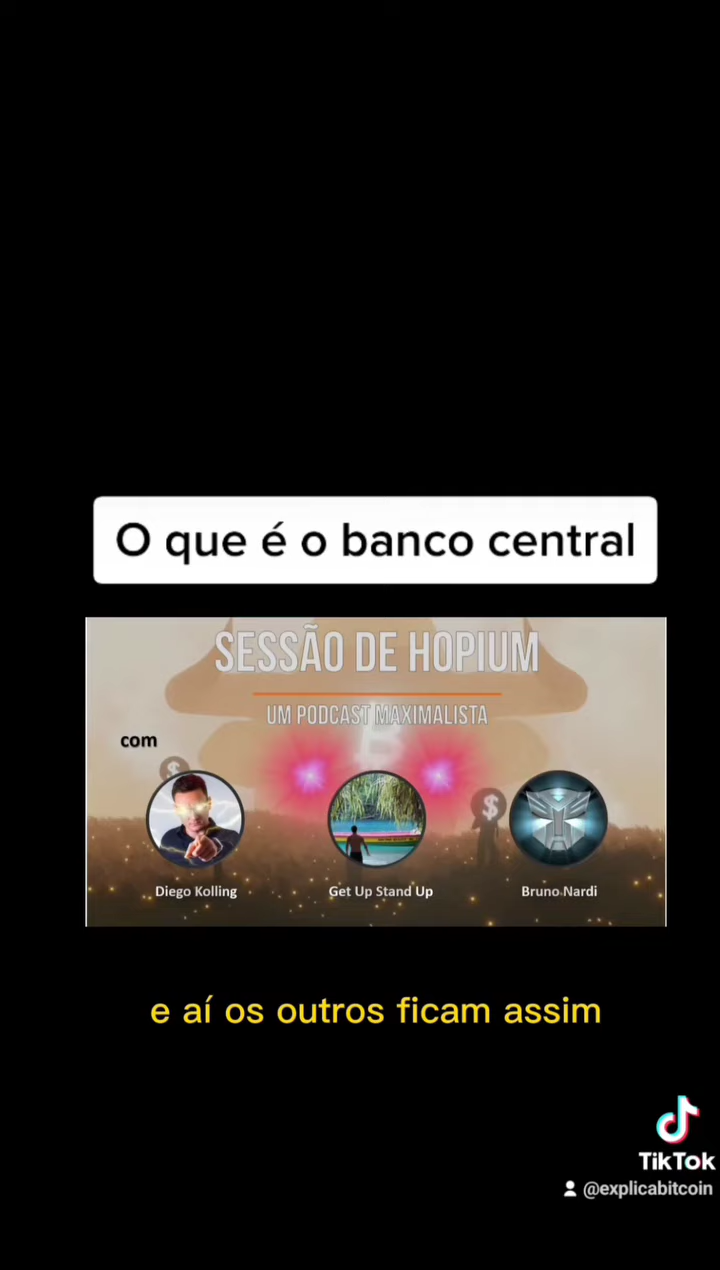 O que é o banco central
SESSÃO DE HOPIUM
UM PODCAST MAXIMALISTA
com
$
$
Diego Kolling
Get Up Stand Up
Bruno Nardi
e aí os outros ficam assim
TikTok
@explicabitcoin